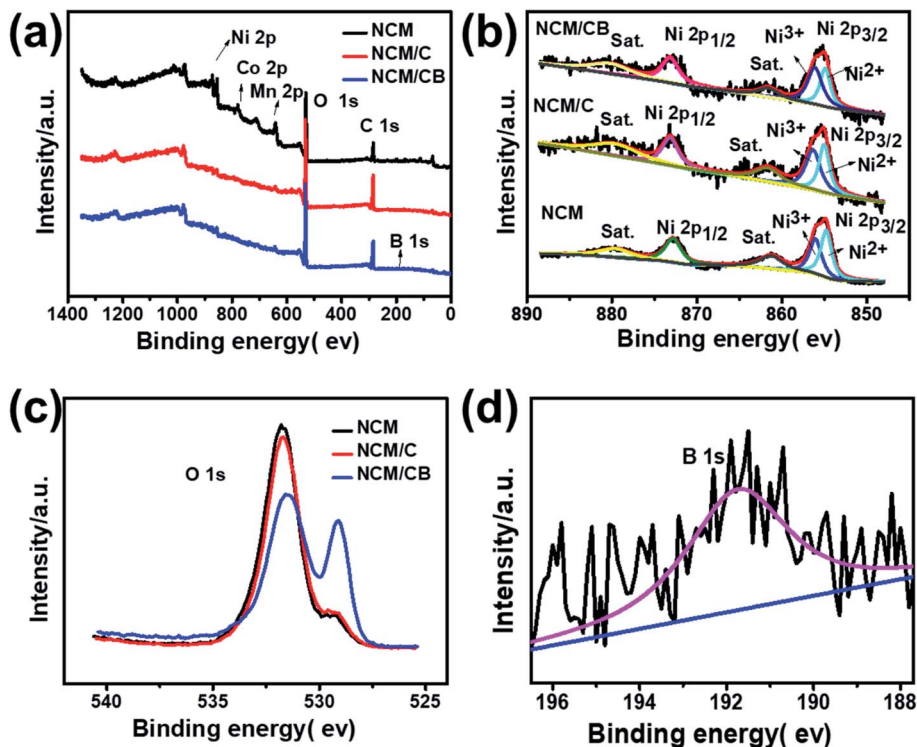 (a)
NCM
NCM/C
NCM/CB
Ni 2p
Co 2p
Mn 2p
O 1s
C 1s
B 1s
Intensity/a.u.
1400 1200 1000 800 600 400 200 0
Binding energy( ev)
(b)
NCM/CB
Sat.
Ni 2p1/2
Sat.
Ni3+
Ni 2p3/2
Ni2+
NCM/C
Sat.
Ni 2p1/2
Sat.
Ni3+
Ni 2p3/2
Ni2+
NCM
Sat.
Ni 2p1/2
Sat.
Ni3+
Ni 2p3/2
Ni2+
Intensity/a.u.
890 880 870 860 850
Binding energy( ev)
(c)
NCM
NCM/C
NCM/CB
O 1s
Intensity/a.u.
540 535 530 525
Binding energy( ev)
(d)
B 1s
Intensity/a.u.
196 194 192 190 188
Binding energy( ev)